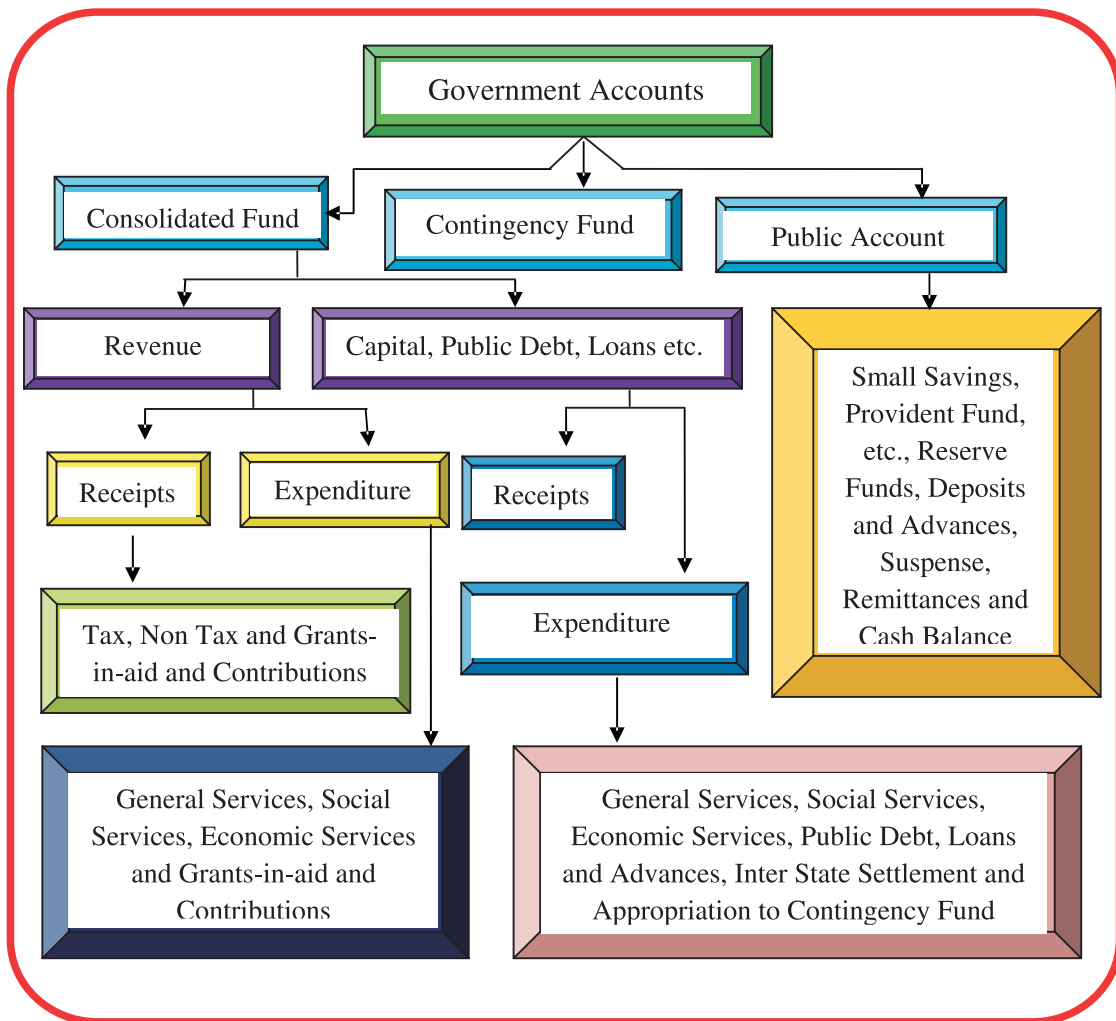 Government Accounts
Consolidated Fund
Contingency Fund
Public Account
Revenue
Capital, Public Debt, Loans etc.
Small Savings,
Provident Fund,
etc., Reserve
Funds, Deposits
and Advances,
Suspense,
Remittances and
Cash Balance
Receipts
Expenditure
Receipts
Tax, Non Tax and Grants-
in-aid and Contributions
Expenditure
General Services, Social
Services, Economic Services
and Grants-in-aid and
Contributions
General Services, Social Services,
Economic Services, Public Debt, Loans
and Advances, Inter State Settlement and
Appropriation to Contingency Fund